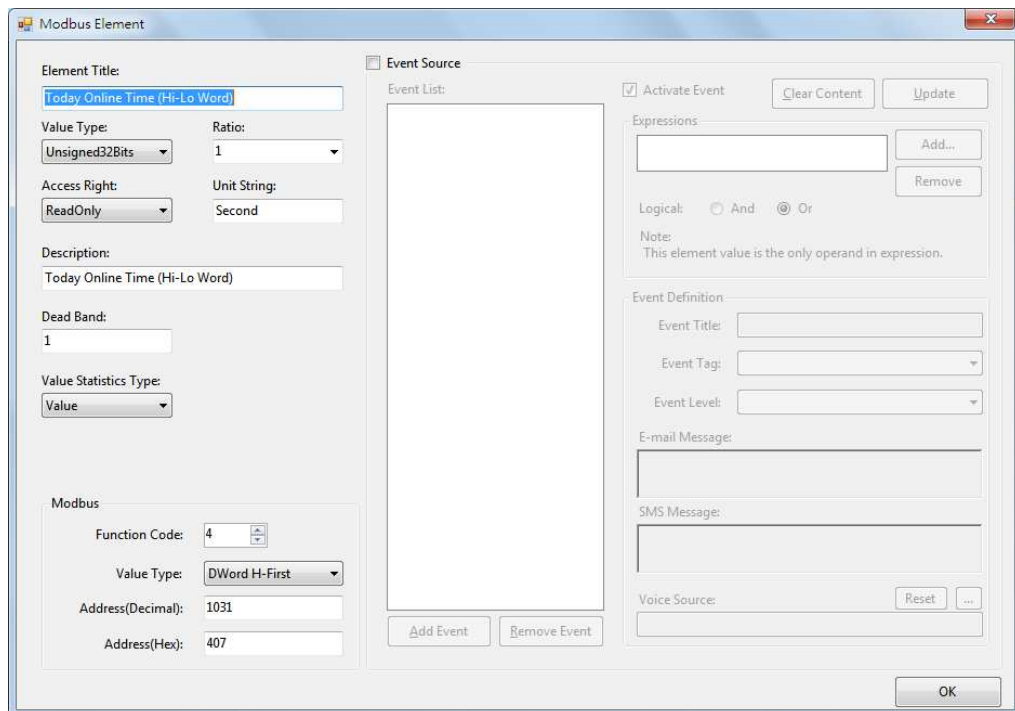 Modbus Element
Element Title:
Today Online Time (Hi-Lo Word)
Value Type:
Ratio:
Unsigned32Bits
1
Access Right:
Unit String:
ReadOnly
Second
Description:
Today Online Time (Hi-Lo Word)
Dead Band:
1
Value Statistics Type:
Value
Modbus
Function Code:
4
Value Type:
DWord H-First
Address(Decimal):
1031
Address(Hex):
407
Event Source
Event List:
Add Event
Remove Event
Activate Event
Clear Content
Update
Expressions
Add...
Remove
Logical:
And
Or
Note:
This element value is the only operand in expression.
Event Definition
Event Title:
Event Tag:
Event Level:
E-mail Message:
SMS Message:
Voice Source:
Reset
...
OK